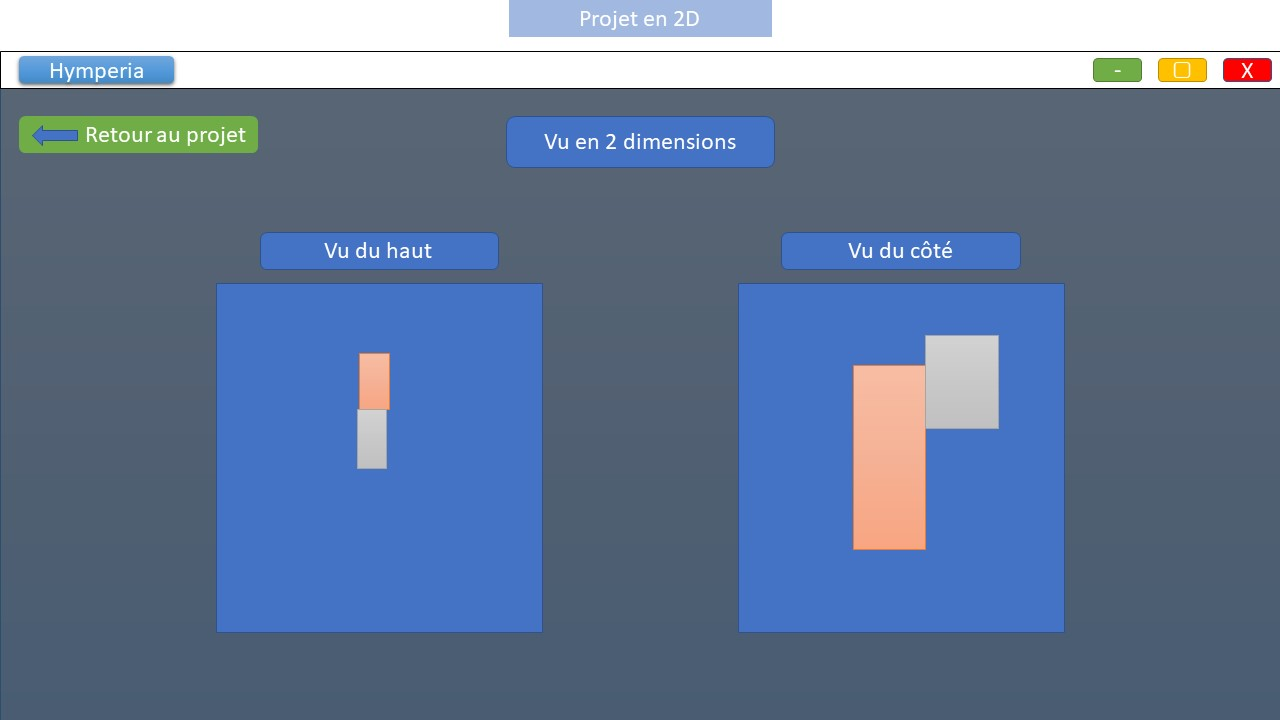 Projet en 2D
Hymperia
-
X
Retour au projet
Vu en 2 dimensions
Vu du haut
Vu du côté